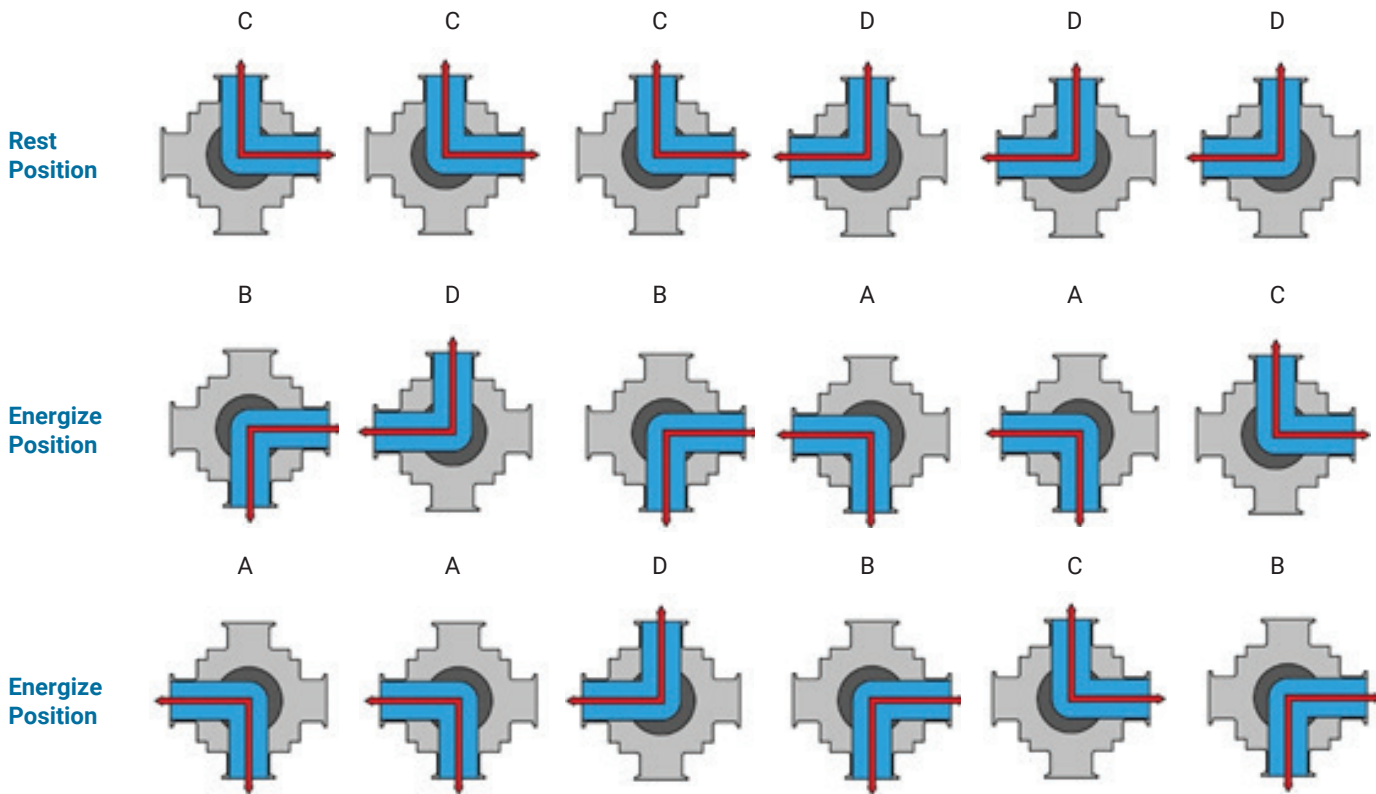 C C C D D D
Rest
Position
B D B A A C
Energize
Position
A A D B C B
Energize
Position